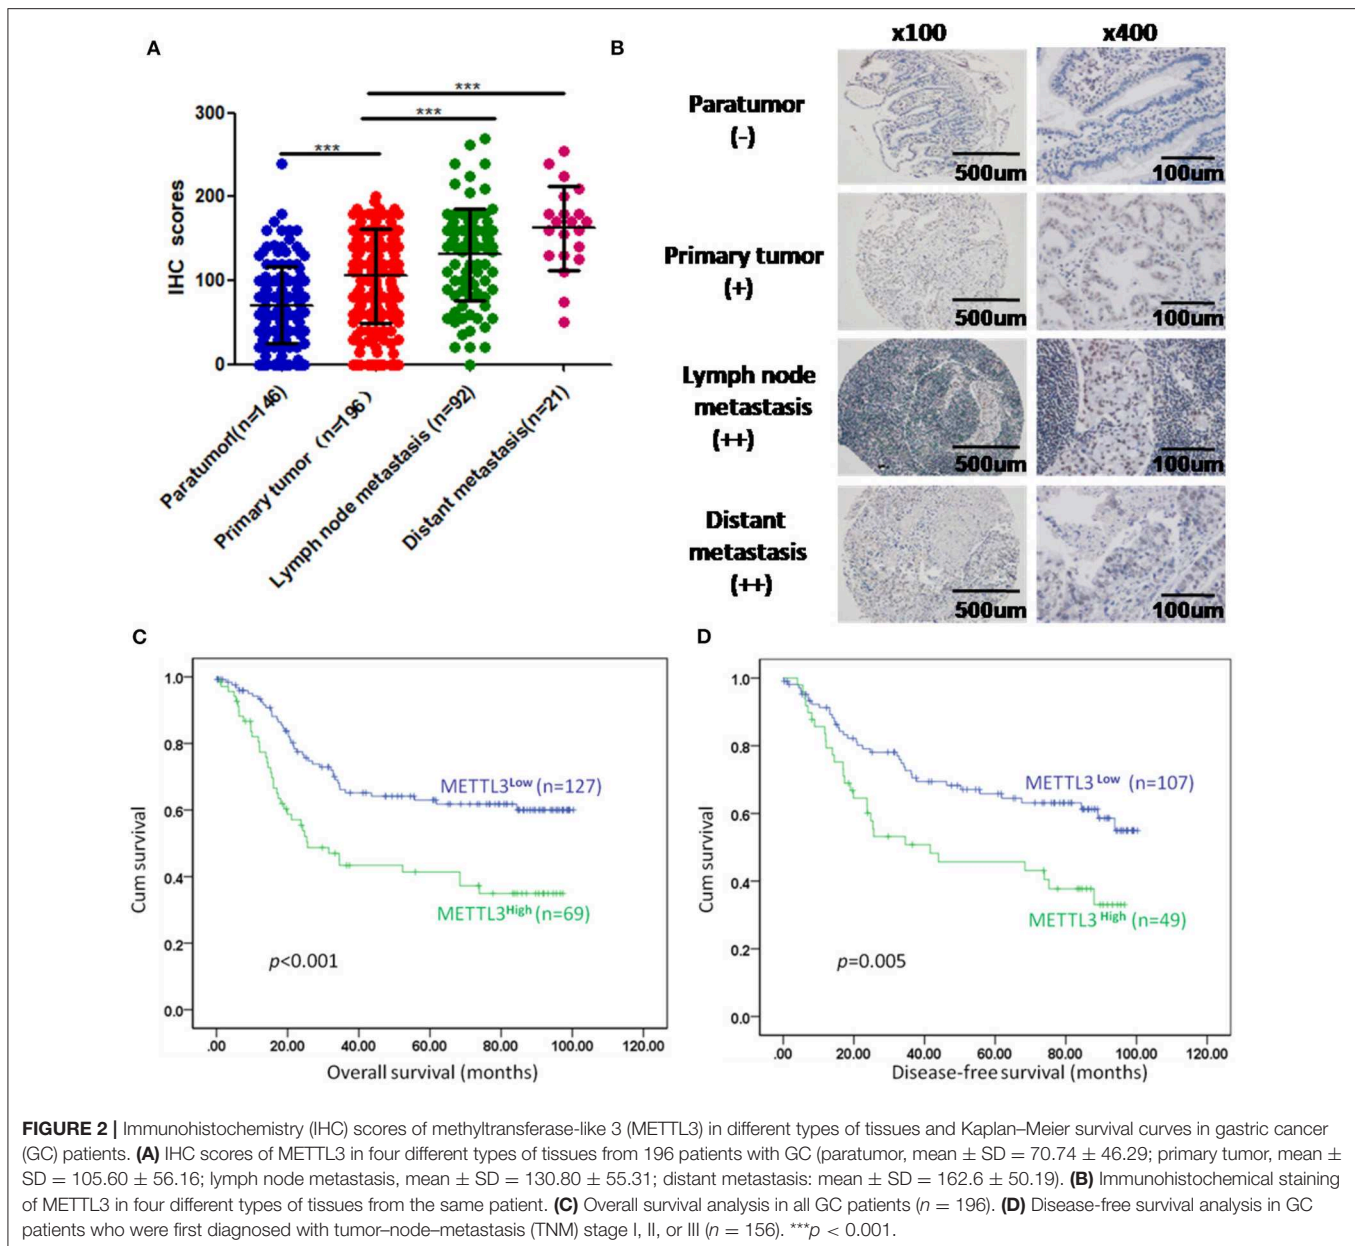 A
300
200
100
0
IHC scores
***
***
***
Paratumorl(n=146)
Primary tumor (n=196)
Lymph node metastasis (n=92)
Distant metastasis(n=21)
B
x100
x400
Paratumor
(-)
500um
100um
Primary tumor
(+)
500um
100um
Lymph node
metastasis
(++)
500um
100um
Distant
metastasis
(++)
500um
100um
C
1.0
0.8
0.6
0.4
0.2
0.0
Cum survival
METTL3Low (n=127)
METTL3High (n=69)
p<0.001
.00 20.00 40.00 60.00 80.00 100.00 120.00
Overall survival (months)
D
1.0
0.8
0.6
0.4
0.2
0.0
Cum survival
METTL3Low (n=107)
METTL3High (n=49)
p=0.005
.00 20.00 40.00 60.00 80.00 100.00 120.00
Disease-free survival (months)
FIGURE 2 | Immunohistochemistry (IHC) scores of methyltransferase-like 3 (METTL3) in different types of tissues and Kaplan–Meier survival curves in gastric cancer
(GC) patients. (A) IHC scores of METTL3 in four different types of tissues from 196 patients with GC (paratumor, mean ± SD = 70.74 ± 46.29; primary tumor, mean ±
SD = 105.60 ± 56.16; lymph node metastasis, mean ± SD = 130.80 ± 55.31; distant metastasis: mean ± SD = 162.6 ± 50.19). (B) Immunohistochemical staining
of METTL3 in four different types of tissues from the same patient. (C) Overall survival analysis in all GC patients (n = 196). (D) Disease-free survival analysis in GC
patients who were first diagnosed with tumor–node–metastasis (TNM) stage I, II, or III (n = 156). ***p < 0.001.